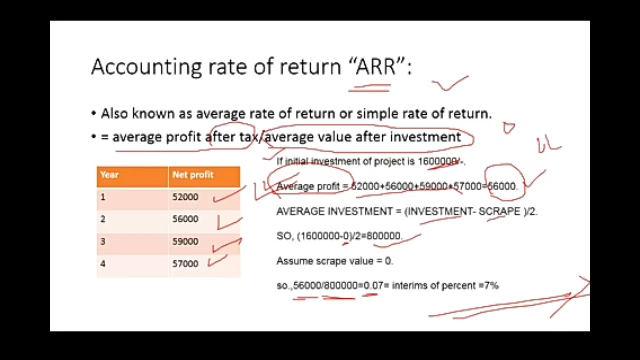 Accounting rate of return “ARR”:
• Also known as average rate of return or simple rate of return.
• = average profit after tax/average value after investment
If initial investment of project is 1600000/-.
Year Net profit
1 52000
2 56000
3 59000
4 57000
Average profit = 52000+56000+59000+57000=56000.
AVERAGE INVESTMENT = (INVESTMENT- SCRAPE )/2.
SO, (1600000-0)/2=800000.
Assume scrape value = 0.
so.,56000/800000=0.07= interims of percent =7%